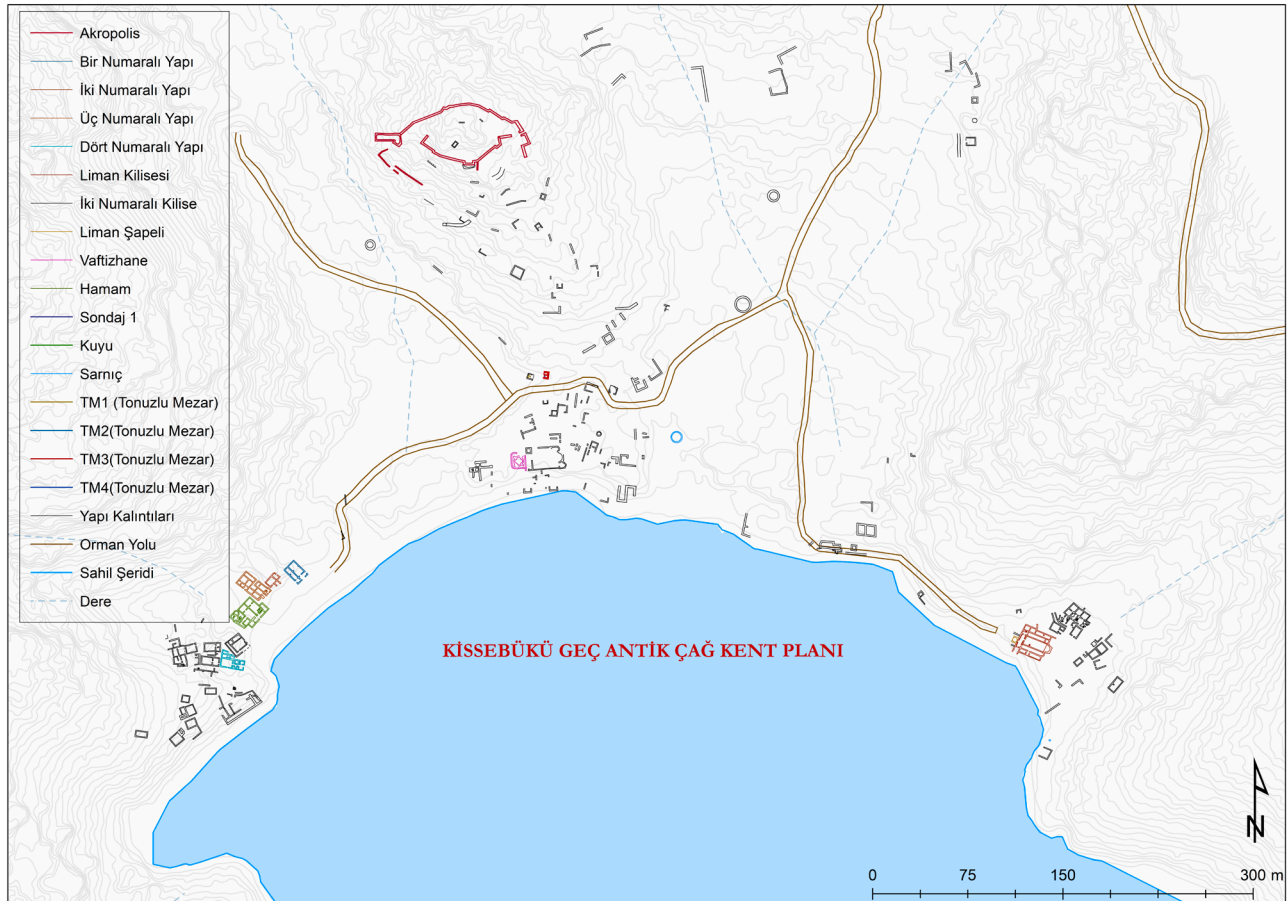 Akropolis
Bir Numaralı Yapı
İki Numaralı Yapı
Üç Numaralı Yapı
Dört Numaralı Yapı
Liman Kilisesi
İki Numaralı Kilise
Liman Şapeli
Vaftizhane
Hamam
Sondaj 1
Kuyu
Sarnıç
TM1 (Tonuzlu Mezar)
TM2(Tonuzlu Mezar)
TM3(Tonuzlu Mezar)
TM4(Tonuzlu Mezar)
Yapı Kalıntıları
Orman Yolu
Sahil Şeridi
Dere
KİSSEBÜKÜ GEÇ ANTİK ÇAĞ KENT PLANI
N
0 75 150 300 m